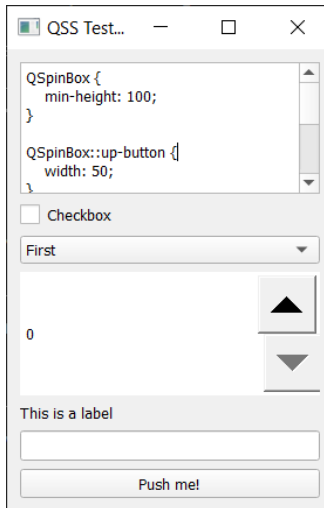 QSS Test...
QSpinBox {
    min-height: 100;
}
QSpinBox::up-button {
    width: 50;
}
Checkbox
First
0
This is a label
Push me!